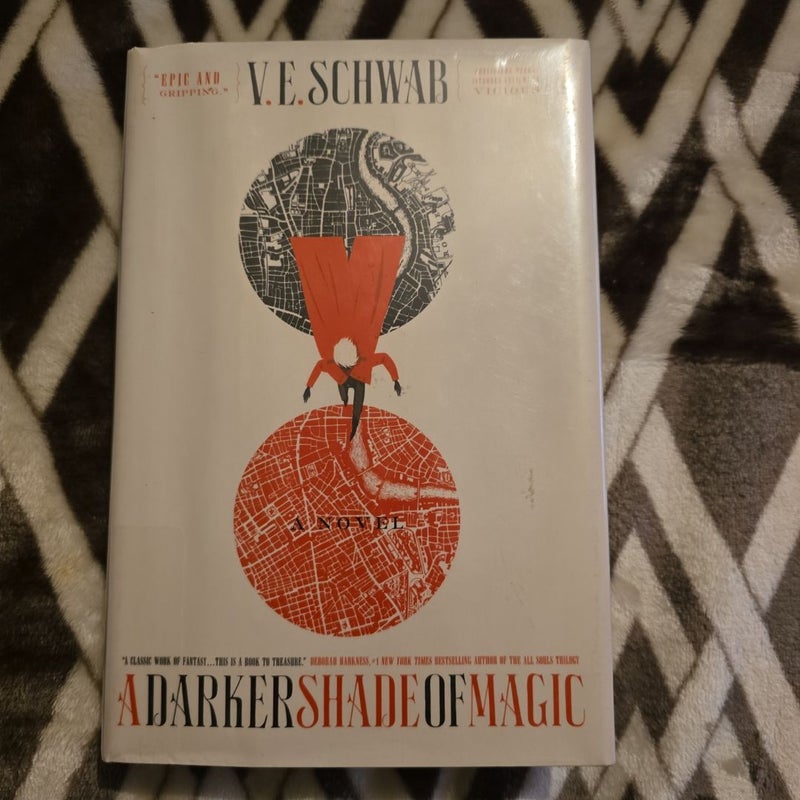 "EPIC AND
GRIPPING."
V.E.SCHWAB
VICIOUS
A NOVEL
"A CLASSIC WORK OF FANTASY...THIS IS A BOOK TO TREASURE." DEBORAH HARKNESS, #1 NEW YORK TIMES BESTSELLING AUTHOR OF THE ALL SOULS TRILOGY
A DARKER SHADE OF MAGIC